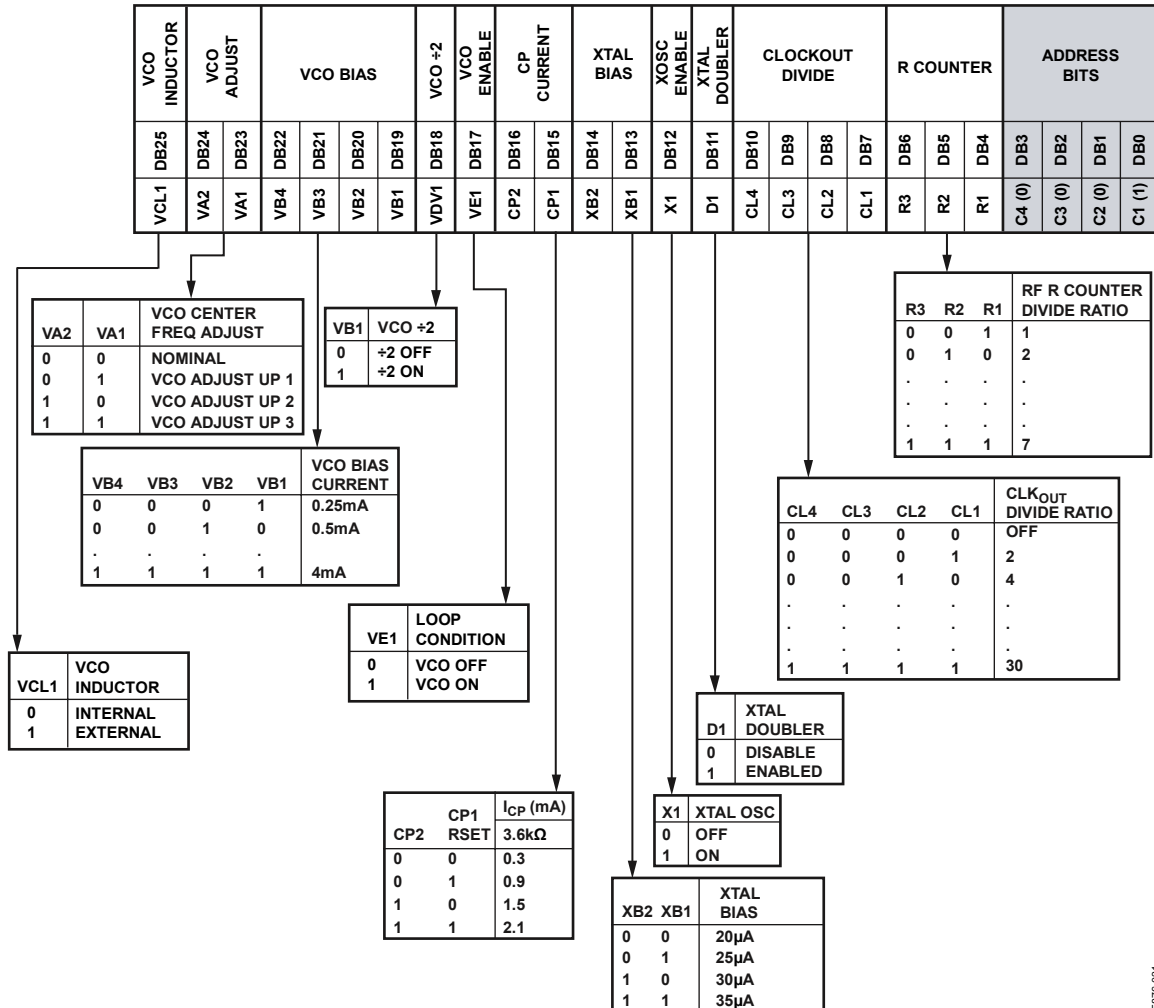 VCO INDUCTOR
VCO ADJUST
VCO BIAS
VCO ÷2
VCO ENABLE
CP CURRENT
XTAL BIAS
XOSC ENABLE
XTAL DOUBLER
CLOCKOUT DIVIDE
R COUNTER
ADDRESS BITS
DB25 DB24 DB23 DB22 DB21 DB20 DB19 DB18 DB17 DB16 DB15 DB14 DB13 DB12 DB11 DB10 DB9 DB8 DB7 DB6 DB5 DB4 DB3 DB2 DB1 DB0
VCL1 VA2 VA1 VB4 VB3 VB2 VB1 VDV1 VE1 CP2 CP1 XB2 XB1 X1 D1 CL4 CL3 CL2 CL1 R3 R2 R1 C4 (0) C3 (0) C2 (0) C1 (1)
VA2 VA1 VCO CENTER
FREQ ADJUST
0 0 NOMINAL
0 1 VCO ADJUST UP 1
1 0 VCO ADJUST UP 2
1 1 VCO ADJUST UP 3
VB1 VCO ÷2
0 ÷2 OFF
1 ÷2 ON
R3 R2 R1 RF R COUNTER
DIVIDE RATIO
0 0 1 1
0 1 0 2
. . . .
. . . .
. . . .
1 1 1 7
VB4 VB3 VB2 VB1 VCO BIAS
CURRENT
0 0 0 1 0.25mA
0 0 1 0 0.5mA
. . .
1 1 1 1 4mA
CL4 CL3 CL2 CL1 CLKOUT
DIVIDE RATIO
0 0 0 0 OFF
0 0 0 1 2
0 0 1 0 4
. . . . .
. . . . .
. . . . .
1 1 1 1 30
VE1 LOOP
CONDITION
0 VCO OFF
1 VCO ON
VCL1 VCO
INDUCTOR
0 INTERNAL
1 EXTERNAL
D1 XTAL
DOUBLER
0 DISABLE
1 ENABLED
CP2 CP1
RSET ICP (mA)
3.6kΩ
0 0 0.3
0 1 0.9
1 0 1.5
1 1 2.1
X1 XTAL OSC
0 OFF
1 ON
XB2 XB1 XTAL
BIAS
0 0 20µA
0 1 25µA
1 0 30µA
1 1 35µA